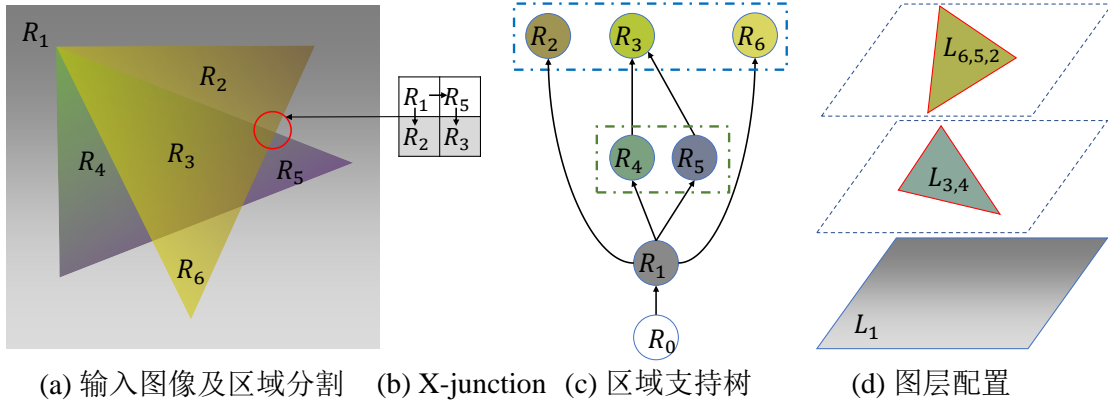 R₁
R₂
R₃
R₄
R₅
R₆
R₁ R₅
R₂ R₃
R₂ R₃ R₆
R₄ R₅
R₁
R₀
L₆,₅,₂
L₃,₄
L₁
(a) 输入图像及区域分割 (b) X-junction (c) 区域支持树 (d) 图层配置